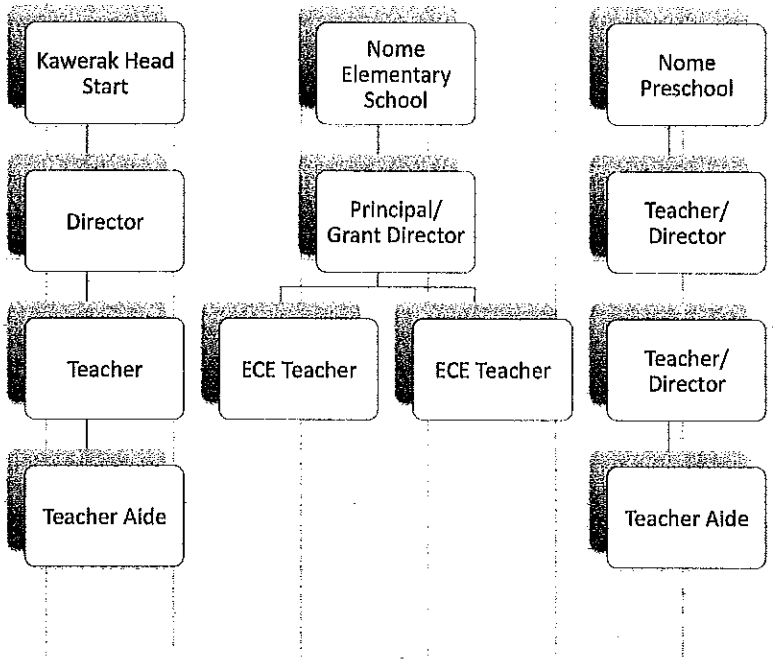 Kawerak Head
Start
Nome
Elementary
School
Nome
Preschool
Director
Principal/
Grant Director
Teacher/
Director
Teacher
ECE Teacher
ECE Teacher
Teacher/
Director
Teacher Aide
Teacher Aide